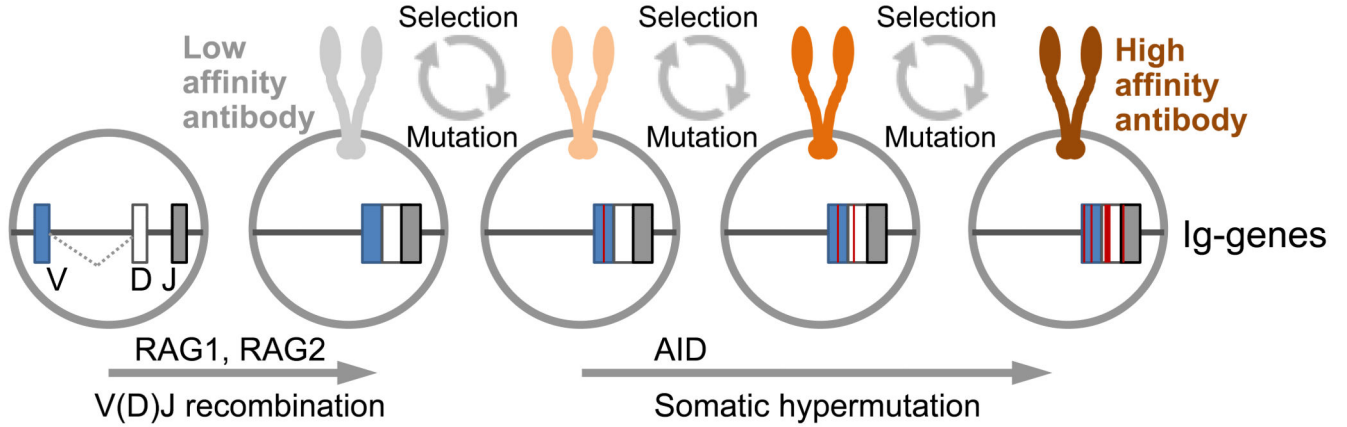 Low
affinity
antibody
Selection
Mutation
Selection
Mutation
Selection
Mutation
High
affinity
antibody
V D J
Ig-genes
RAG1, RAG2
V(D)J recombination
AID
Somatic hypermutation